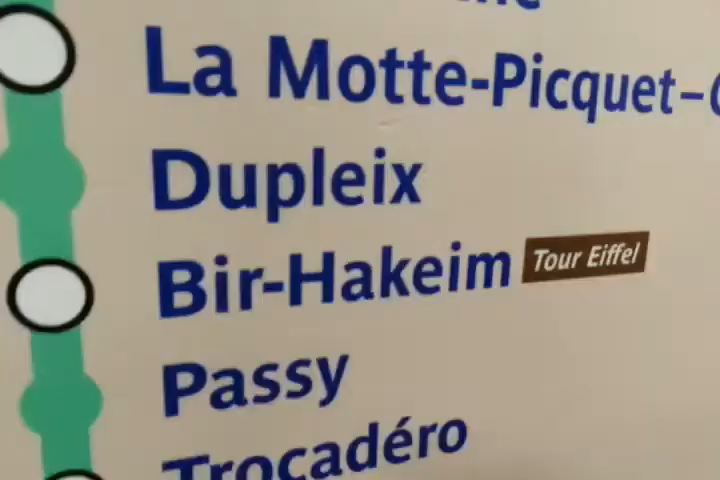 La Motte-Picquet–
Dupleix
Bir-Hakeim Tour Eiffel
Passy
Trocadéro